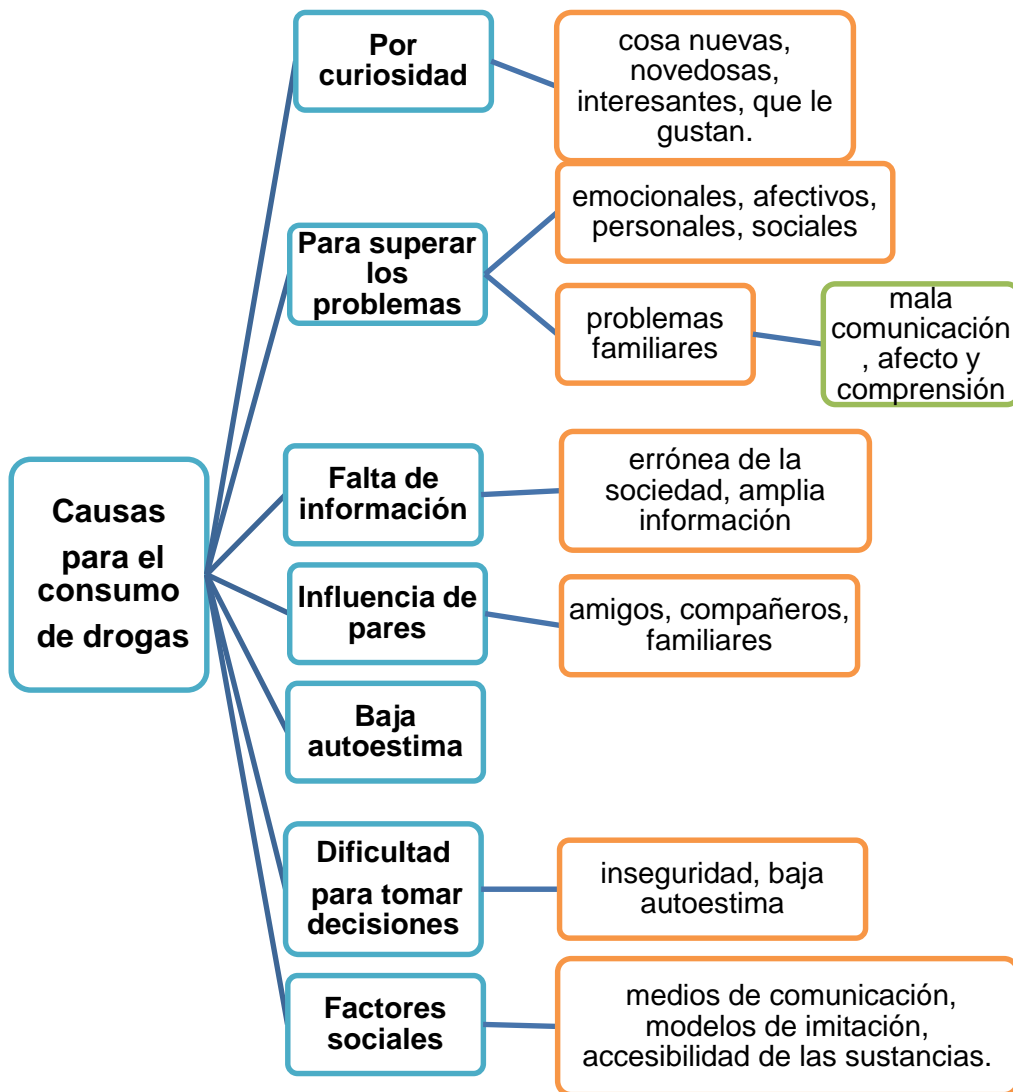 Por
curiosidad
cosa nuevas,
novedosas,
interesantes, que le
gustan.
Para superar
los
problemas
emocionales, afectivos,
personales, sociales
problemas
familiares
mala
comunicación
, afecto y
comprensión
Causas
para el
consumo
de drogas
Falta de
información
errónea de la
sociedad, amplia
información
Influencia de
pares
amigos, compañeros,
familiares
Baja
autoestima
Dificultad
para tomar
decisiones
inseguridad, baja
autoestima
Factores
sociales
medios de comunicación,
modelos de imitación,
accesibilidad de las sustancias.